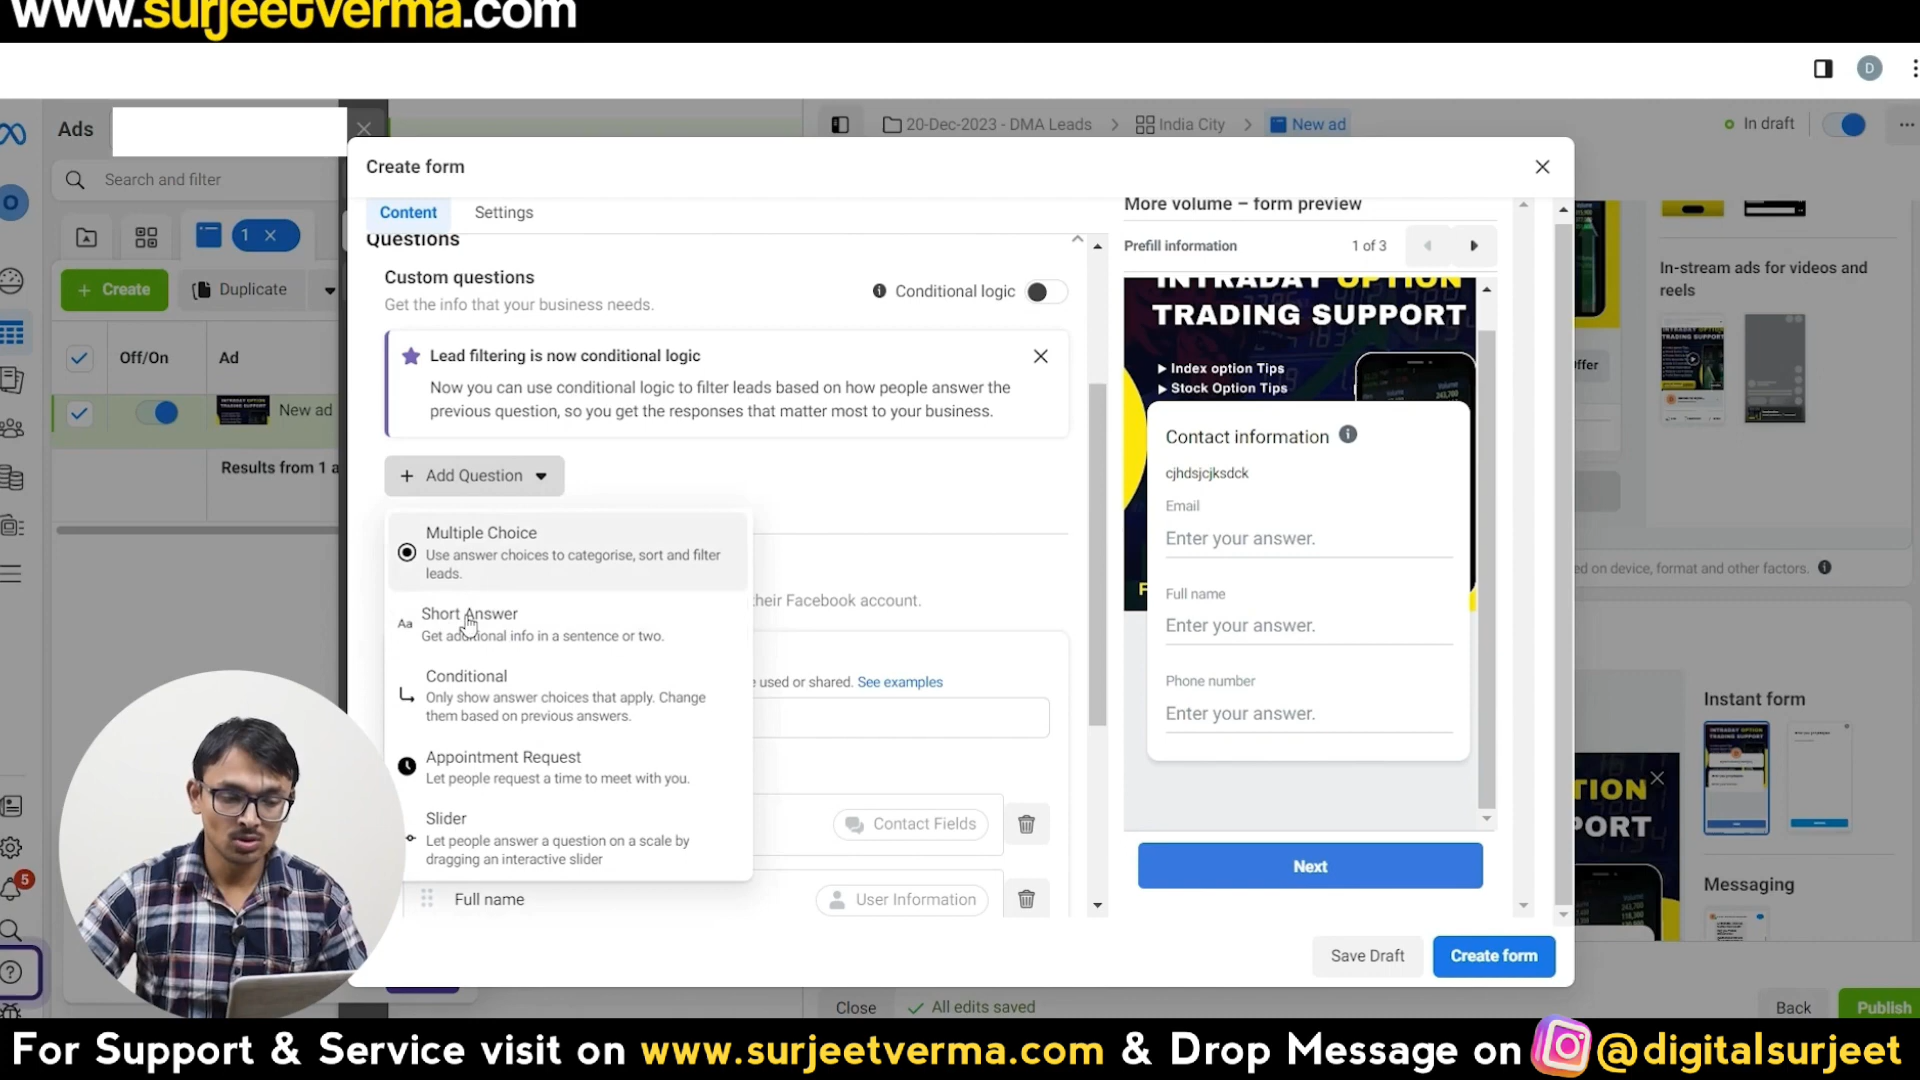 www.surjeetverma.com
D
Ads
20-Dec-2023 - DMA Leads
India City
New ad
In draft
Create form
Search and filter
Content
Settings
More volume – form preview
Questions
Prefill information
1 of 3
1
In-stream ads for videos and
reels
Custom questions
Get the info that your business needs.
Conditional logic
Create
Duplicate
INTRADAY OPTION
TRADING SUPPORT
Index option Tips
Stock Option Tips
Off/On
Ad
Lead filtering is now conditional logic
Now you can use conditional logic to filter leads based on how people answer the
previous question, so you get the responses that matter most to your business.
New ad
Results from 1 a
Add Question
Contact information
cjhdsjcjksdck
Email
Enter your answer.
Full name
Enter your answer.
Phone number
Enter your answer.
Next
Multiple Choice
Use answer choices to categorise, sort and filter
leads.
Aa
Short Answer
Get additional info in a sentence or two.
Conditional
Only show answer choices that apply. Change
them based on previous answers.
Appointment Request
Let people request a time to meet with you.
Slider
Let people answer a question on a scale by
dragging an interactive slider
heir Facebook account.
used or shared. See examples
Contact Fields
Full name
User Information
ed on device, format and other factors.
Instant form
Messaging
TION
PORT
5
Save Draft
Create form
Close
All edits saved
Back
Publish
For Support & Service visit on www.surjeetverma.com & Drop Message on @digitalsurjeet